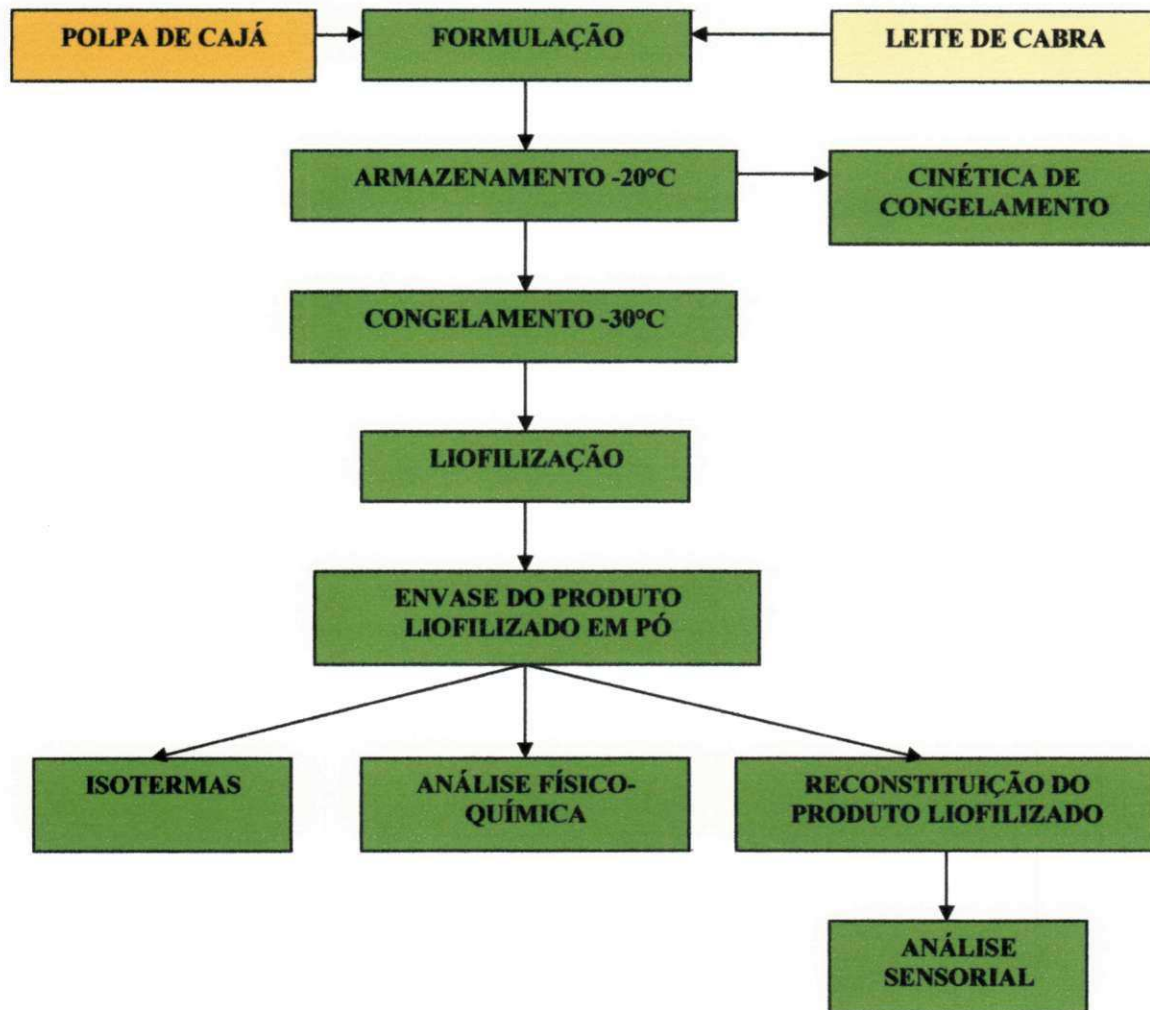 POLPA DE CAJÁ
FORMULAÇÃO
LEITE DE CABRA
ARMAZENAMENTO -20°C
CINÉTICA DE
CONGELAMENTO
CONGELAMENTO -30°C
LIOFILIZAÇÃO
ENVASE DO PRODUTO
LIOFILIZADO EM PÓ
ISOTERMAS
ANÁLISE FÍSICO-
QUÍMICA
RECONSTITUIÇÃO DO
PRODUTO LIOFILIZADO
ANÁLISE
SENSORIAL